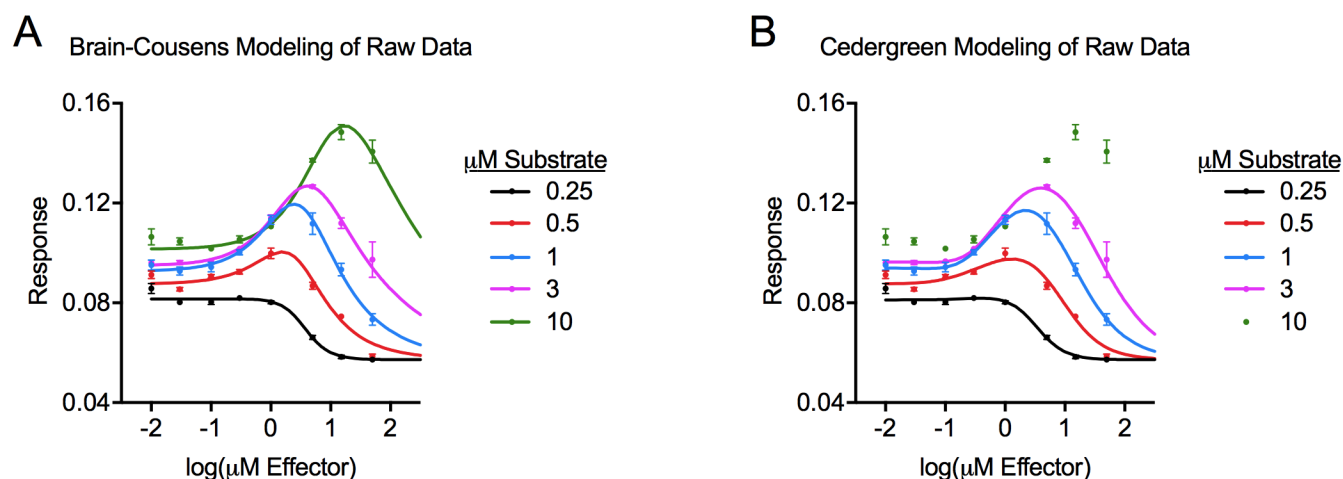 A
Brain-Cousens Modeling of Raw Data
0.16
0.12
0.08
0.04
Response
-2 -1 0 1 2
log(μM Effector)
μM Substrate
0.25
0.5
1
3
10
B
Cedergreen Modeling of Raw Data
0.16
0.12
0.08
0.04
Response
-2 -1 0 1 2
log(μM Effector)
μM Substrate
0.25
0.5
1
3
10